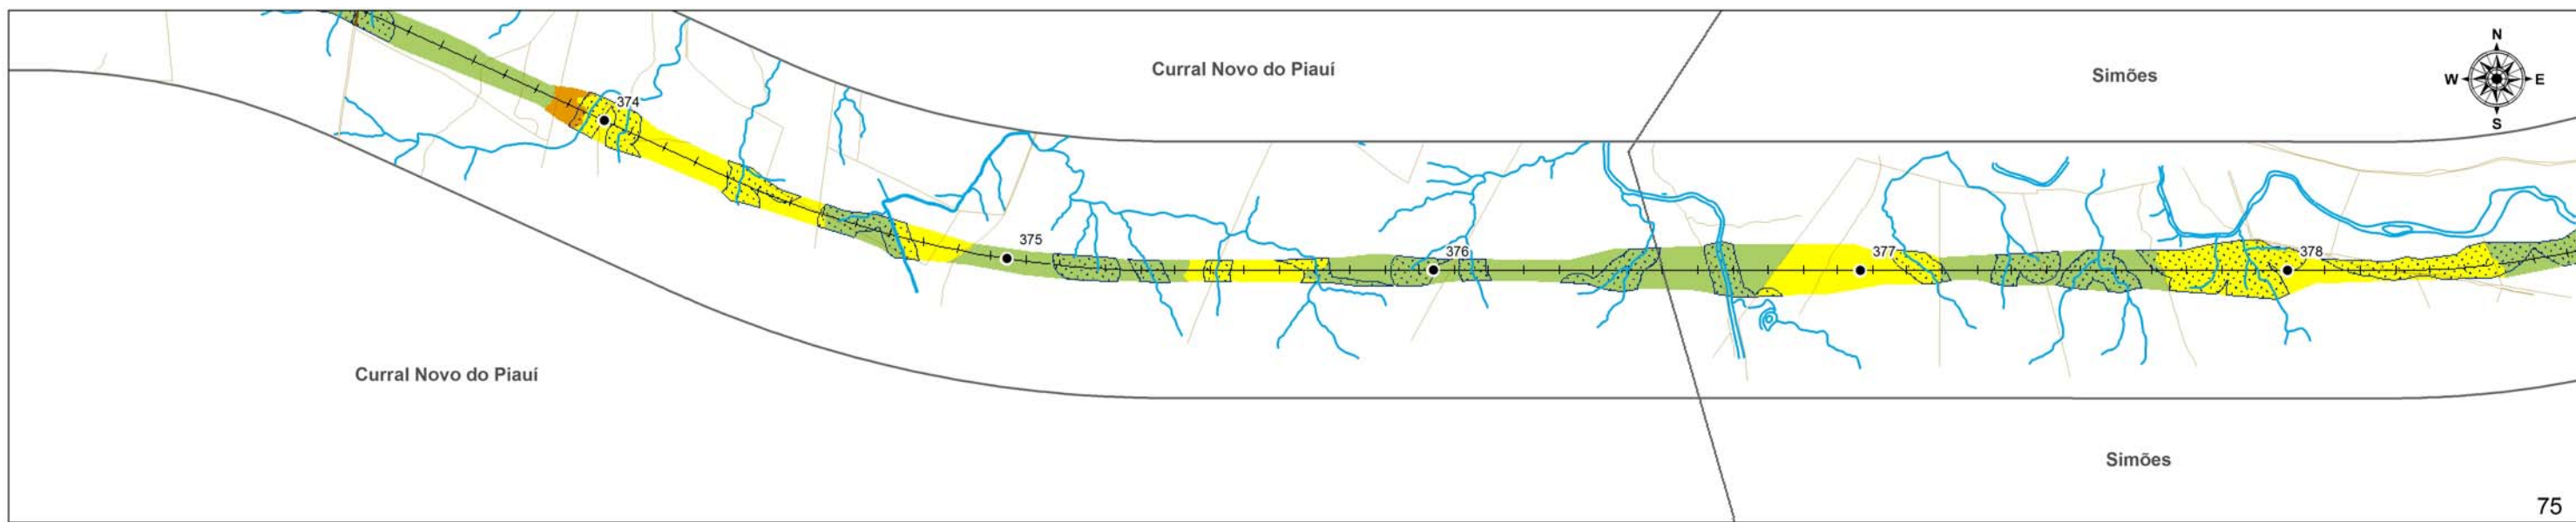 Curral Novo do Piauí
Simões
N
W E
S
374
375
376
377
378
Curral Novo do Piauí
Simões
75